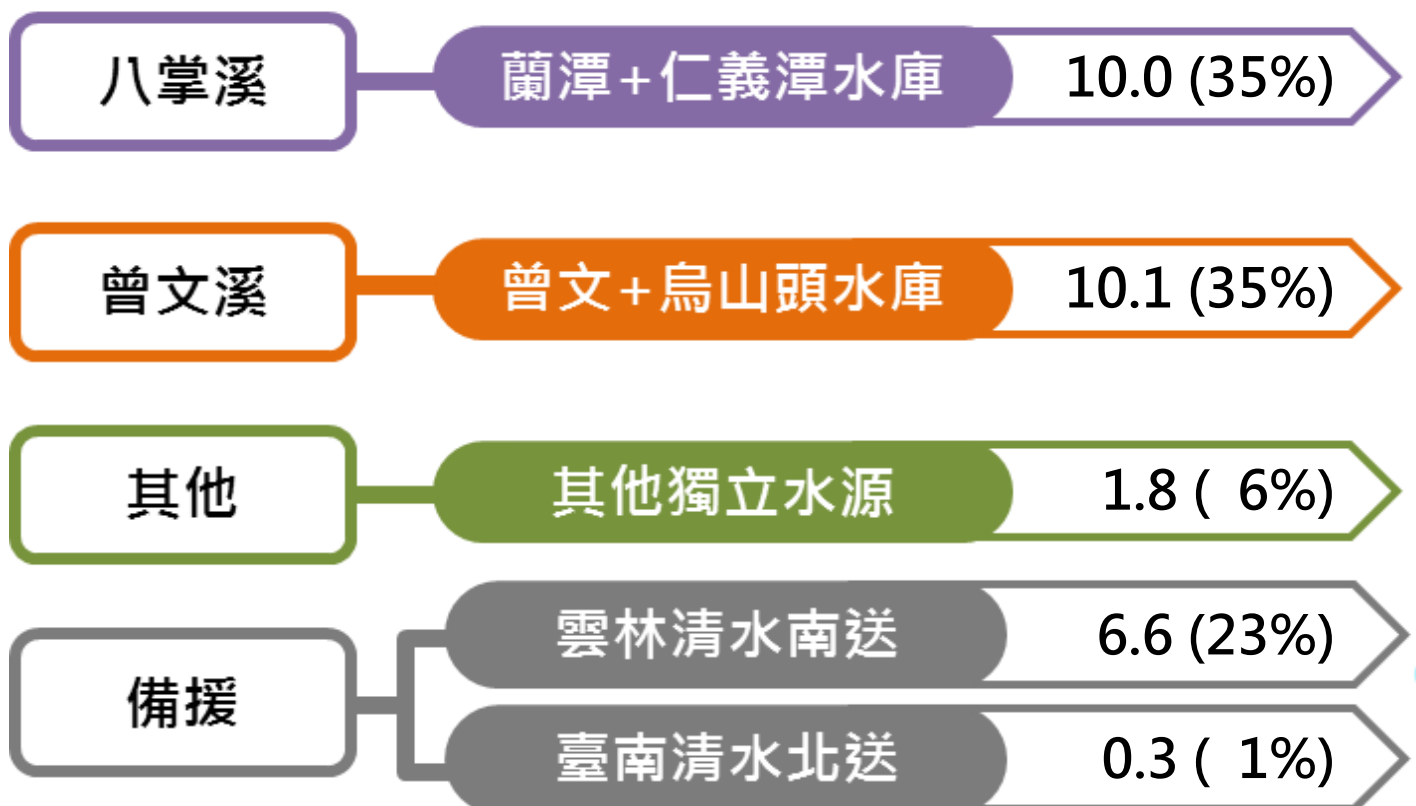 八掌溪 蘭潭+仁義潭水庫 10.0 (35%)
曾文溪 曾文+烏山頭水庫 10.1 (35%)
其他 其他獨立水源 1.8 ( 6%)
備援
雲林清水南送 6.6 (23%)
臺南清水北送 0.3 ( 1%)